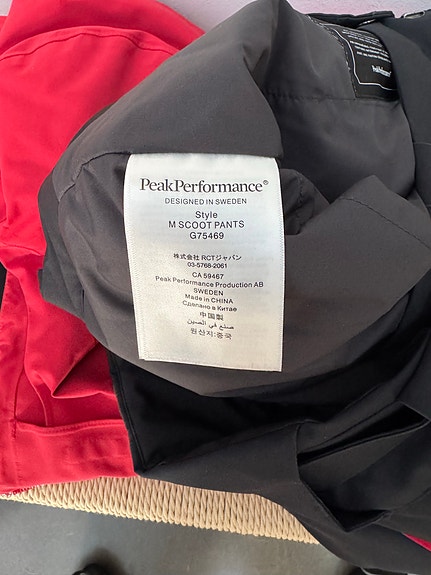 PeakPerformance®
DESIGNED IN SWEDEN
Style
M SCOOT PANTS
G75469
株式会社 RCTジャパン
03-5768-2061
CA 59467
Peak Performance Production AB
SWEDEN
Made in CHINA
Сделано в Китае
中国製
صنع في الصين
원산지:중국